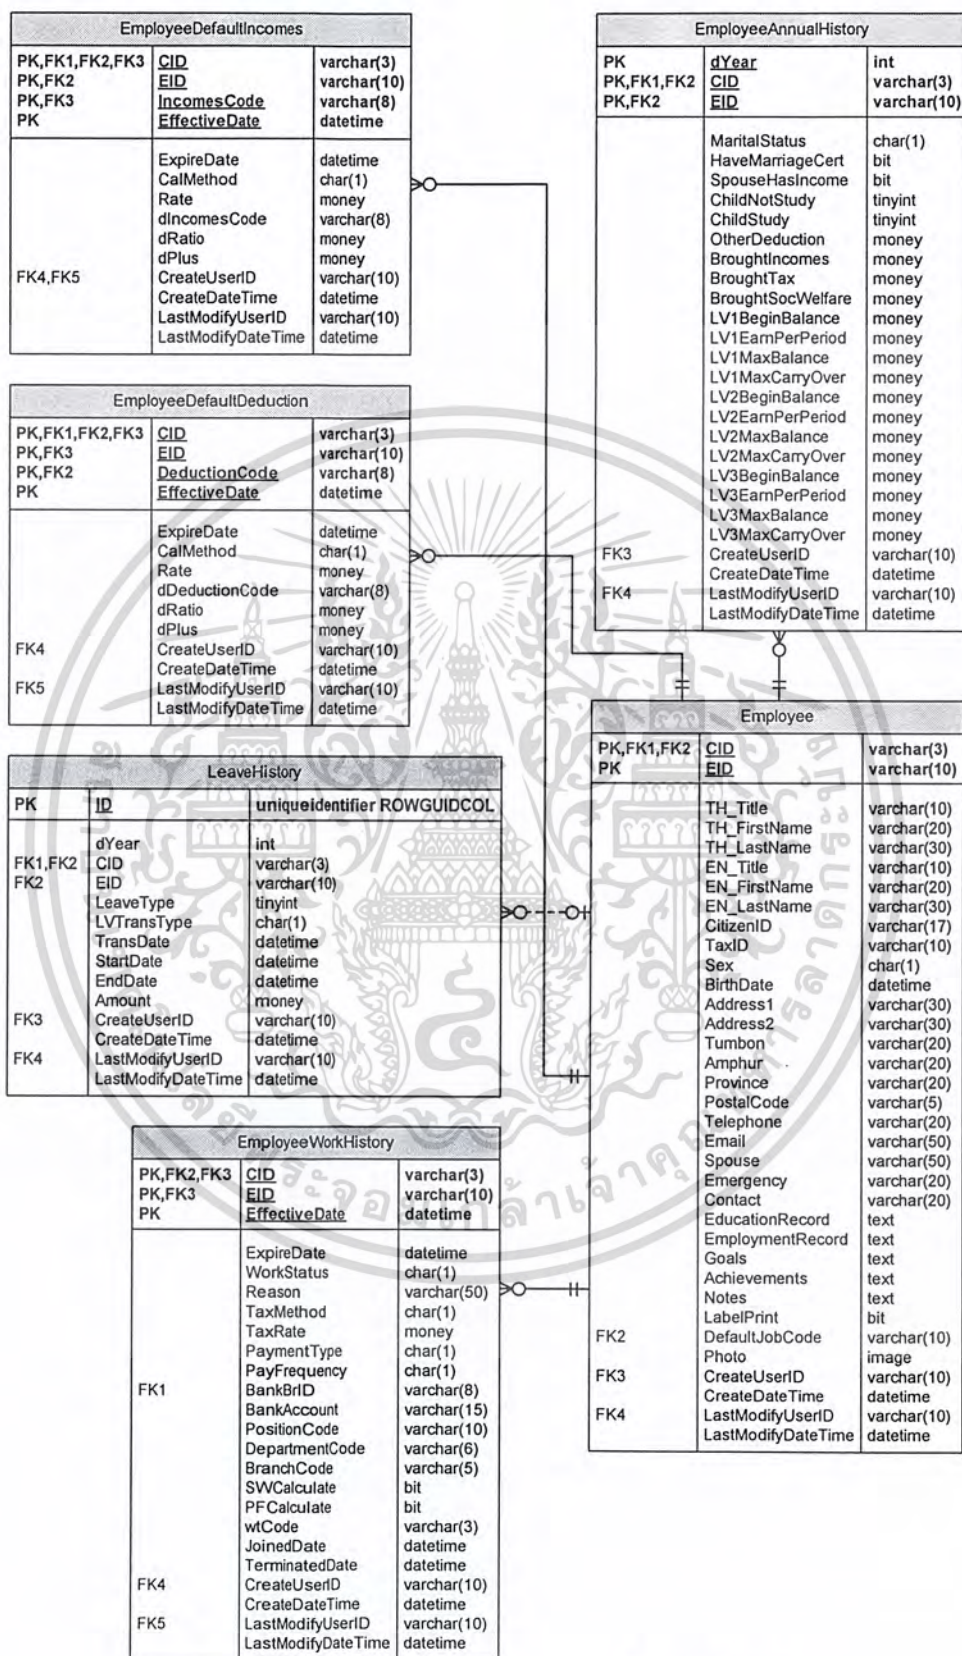 EmployeeDefaultIncomes
PK,FK1,FK2,FK3 CID varchar(3)
PK,FK2 EID varchar(10)
PK,FK3 IncomesCode varchar(8)
PK EffectiveDate datetime
ExpireDate datetime
CalMethod char(1)
Rate money
dIncomesCode varchar(8)
dRatio money
dPlus money
FK4,FK5 CreateUserID varchar(10)
CreateDateTime datetime
LastModifyUserID varchar(10)
LastModifyDateTime datetime
EmployeeDefaultDeduction
PK,FK1,FK2,FK3 CID varchar(3)
PK,FK3 EID varchar(10)
PK,FK2 DeductionCode varchar(8)
PK EffectiveDate datetime
ExpireDate datetime
CalMethod char(1)
Rate money
dDeductionCode varchar(8)
dRatio money
dPlus money
FK4 CreateUserID varchar(10)
CreateDateTime datetime
FK5 LastModifyUserID varchar(10)
LastModifyDateTime datetime
LeaveHistory
PK ID uniqueidentifier ROWGUIDCOL
dYear int
FK1,FK2 CID varchar(3)
FK2 EID varchar(10)
LeaveType tinyint
LVTransType char(1)
TransDate datetime
StartDate datetime
EndDate datetime
Amount money
FK3 CreateUserID varchar(10)
CreateDateTime datetime
FK4 LastModifyUserID varchar(10)
LastModifyDateTime datetime
EmployeeWorkHistory
PK,FK2,FK3 CID varchar(3)
PK,FK3 EID varchar(10)
PK EffectiveDate datetime
ExpireDate datetime
WorkStatus char(1)
Reason varchar(50)
TaxMethod char(1)
TaxRate money
PaymentType char(1)
PayFrequency char(1)
FK1 BankBrID varchar(8)
BankAccount varchar(15)
PositionCode varchar(10)
DepartmentCode varchar(6)
BranchCode varchar(5)
SWCalculate bit
PFCalculate bit
wtCode varchar(3)
JoinedDate datetime
TerminatedDate datetime
FK4 CreateUserID varchar(10)
CreateDateTime datetime
FK5 LastModifyUserID varchar(10)
LastModifyDateTime datetime
EmployeeAnnualHistory
PK dYear int
PK,FK1,FK2 CID varchar(3)
PK,FK2 EID varchar(10)
MaritalStatus char(1)
HaveMarriageCert bit
SpouseHasIncome bit
ChildNotStudy tinyint
ChildStudy tinyint
OtherDeduction money
BroughtIncomes money
BroughtTax money
BroughtSocWelfare money
LV1BeginBalance money
LV1EarnPerPeriod money
LV1MaxBalance money
LV1MaxCarryOver money
LV2BeginBalance money
LV2EarnPerPeriod money
LV2MaxBalance money
LV2MaxCarryOver money
LV3BeginBalance money
LV3EarnPerPeriod money
LV3MaxBalance money
LV3MaxCarryOver money
FK3 CreateUserID varchar(10)
CreateDateTime datetime
FK4 LastModifyUserID varchar(10)
LastModifyDateTime datetime
Employee
PK,FK1,FK2 CID varchar(3)
PK EID varchar(10)
TH_Title varchar(10)
TH_FirstName varchar(20)
TH_LastName varchar(30)
EN_Title varchar(10)
EN_FirstName varchar(20)
EN_LastName varchar(30)
CitizenID varchar(17)
TaxID varchar(10)
Sex char(1)
BirthDate datetime
Address1 varchar(30)
Address2 varchar(30)
Tumbon varchar(20)
Amphur varchar(20)
Province varchar(20)
PostalCode varchar(5)
Telephone varchar(20)
Email varchar(50)
Spouse varchar(50)
Emergency varchar(20)
Contact varchar(20)
EducationRecord text
EmploymentRecord text
Goals text
Achievements text
Notes text
LabelPrint bit
FK2 DefaultJobCode varchar(10)
Photo image
FK3 CreateUserID varchar(10)
CreateDateTime datetime
FK4 LastModifyUserID varchar(10)
LastModifyDateTime datetime